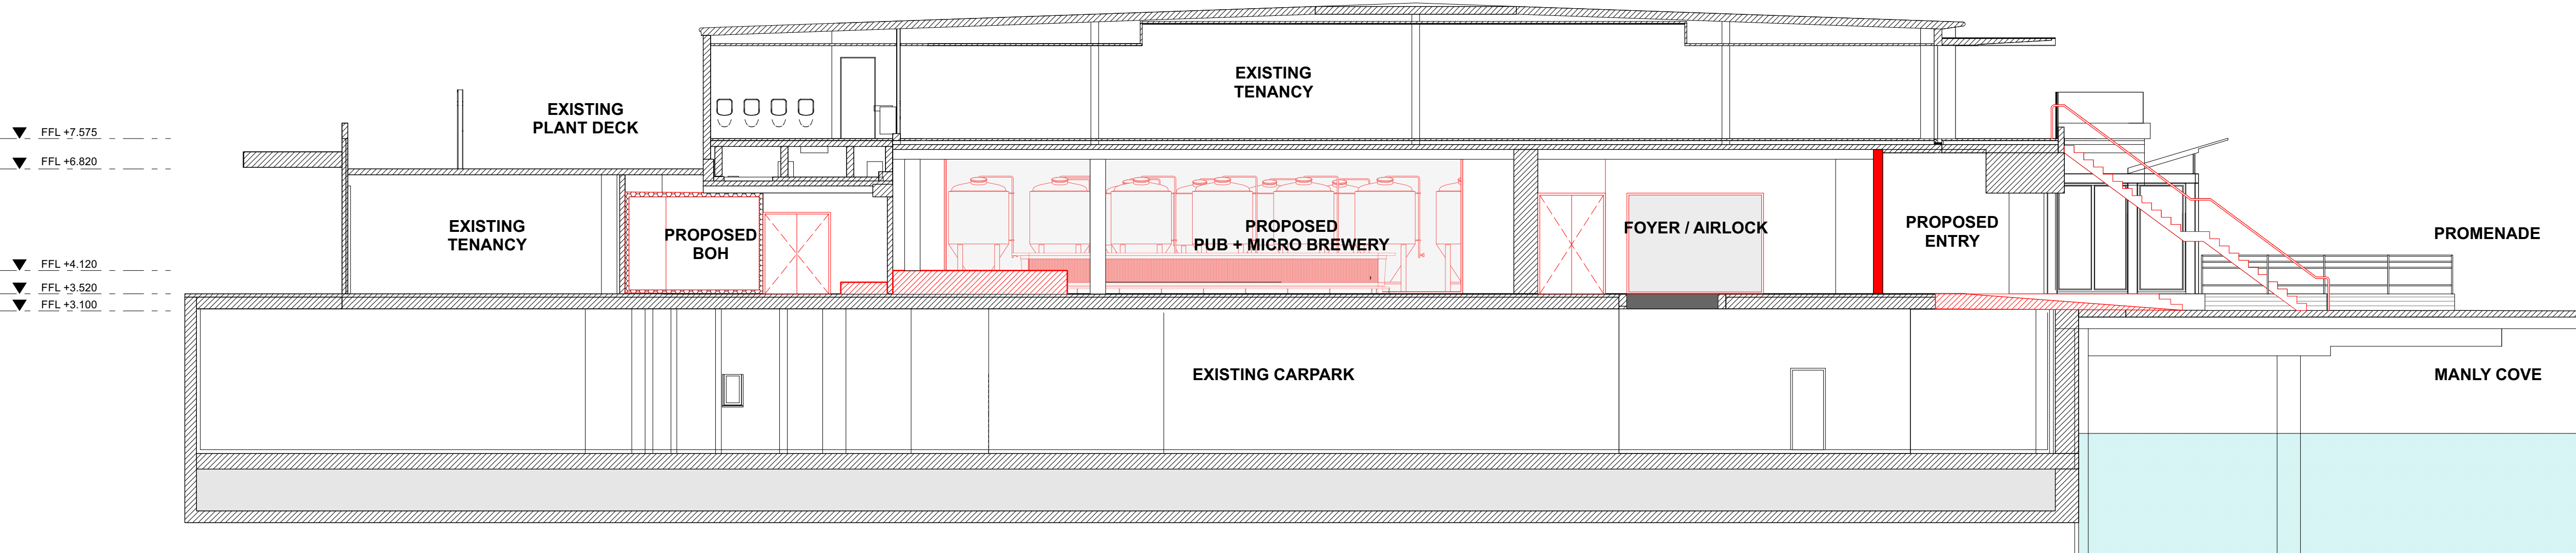 EXISTING
TENANCY
EXISTING
PLANT DECK
FFL +7.575
FFL +6.820
EXISTING
TENANCY
PROPOSED
BOH
PROPOSED
PUB + MICRO BREWERY
FOYER / AIRLOCK
PROPOSED
ENTRY
PROMENADE
FFL +4.120
FFL +3.520
FFL +3.100
EXISTING CARPARK
MANLY COVE